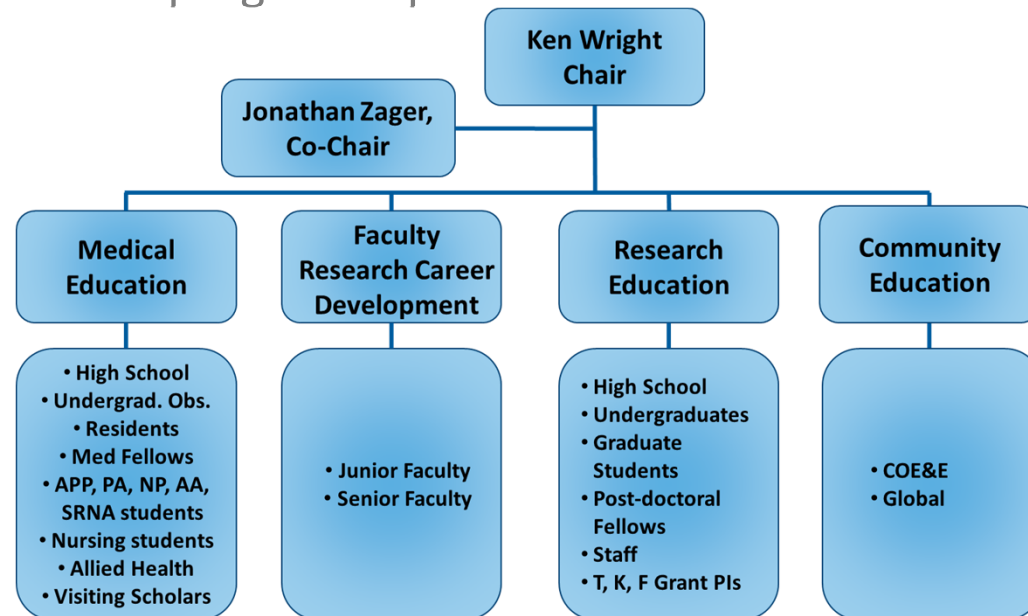 Ken Wright
Chair
Jonathan Zager,
Co-Chair
Medical
Education
Faculty
Research Career
Development
Research
Education
Community
Education
• High School
• Undergrad. Obs.
• Residents
• Med Fellows
• APP, PA, NP, AA,
SRNA students
• Nursing students
• Allied Health
• Visiting Scholars
• Junior Faculty
• Senior Faculty
• High School
• Undergraduates
• Graduate
Students
• Post-doctoral
Fellows
• Staff
• T, K, F Grant PIs
• COE&E
• Global